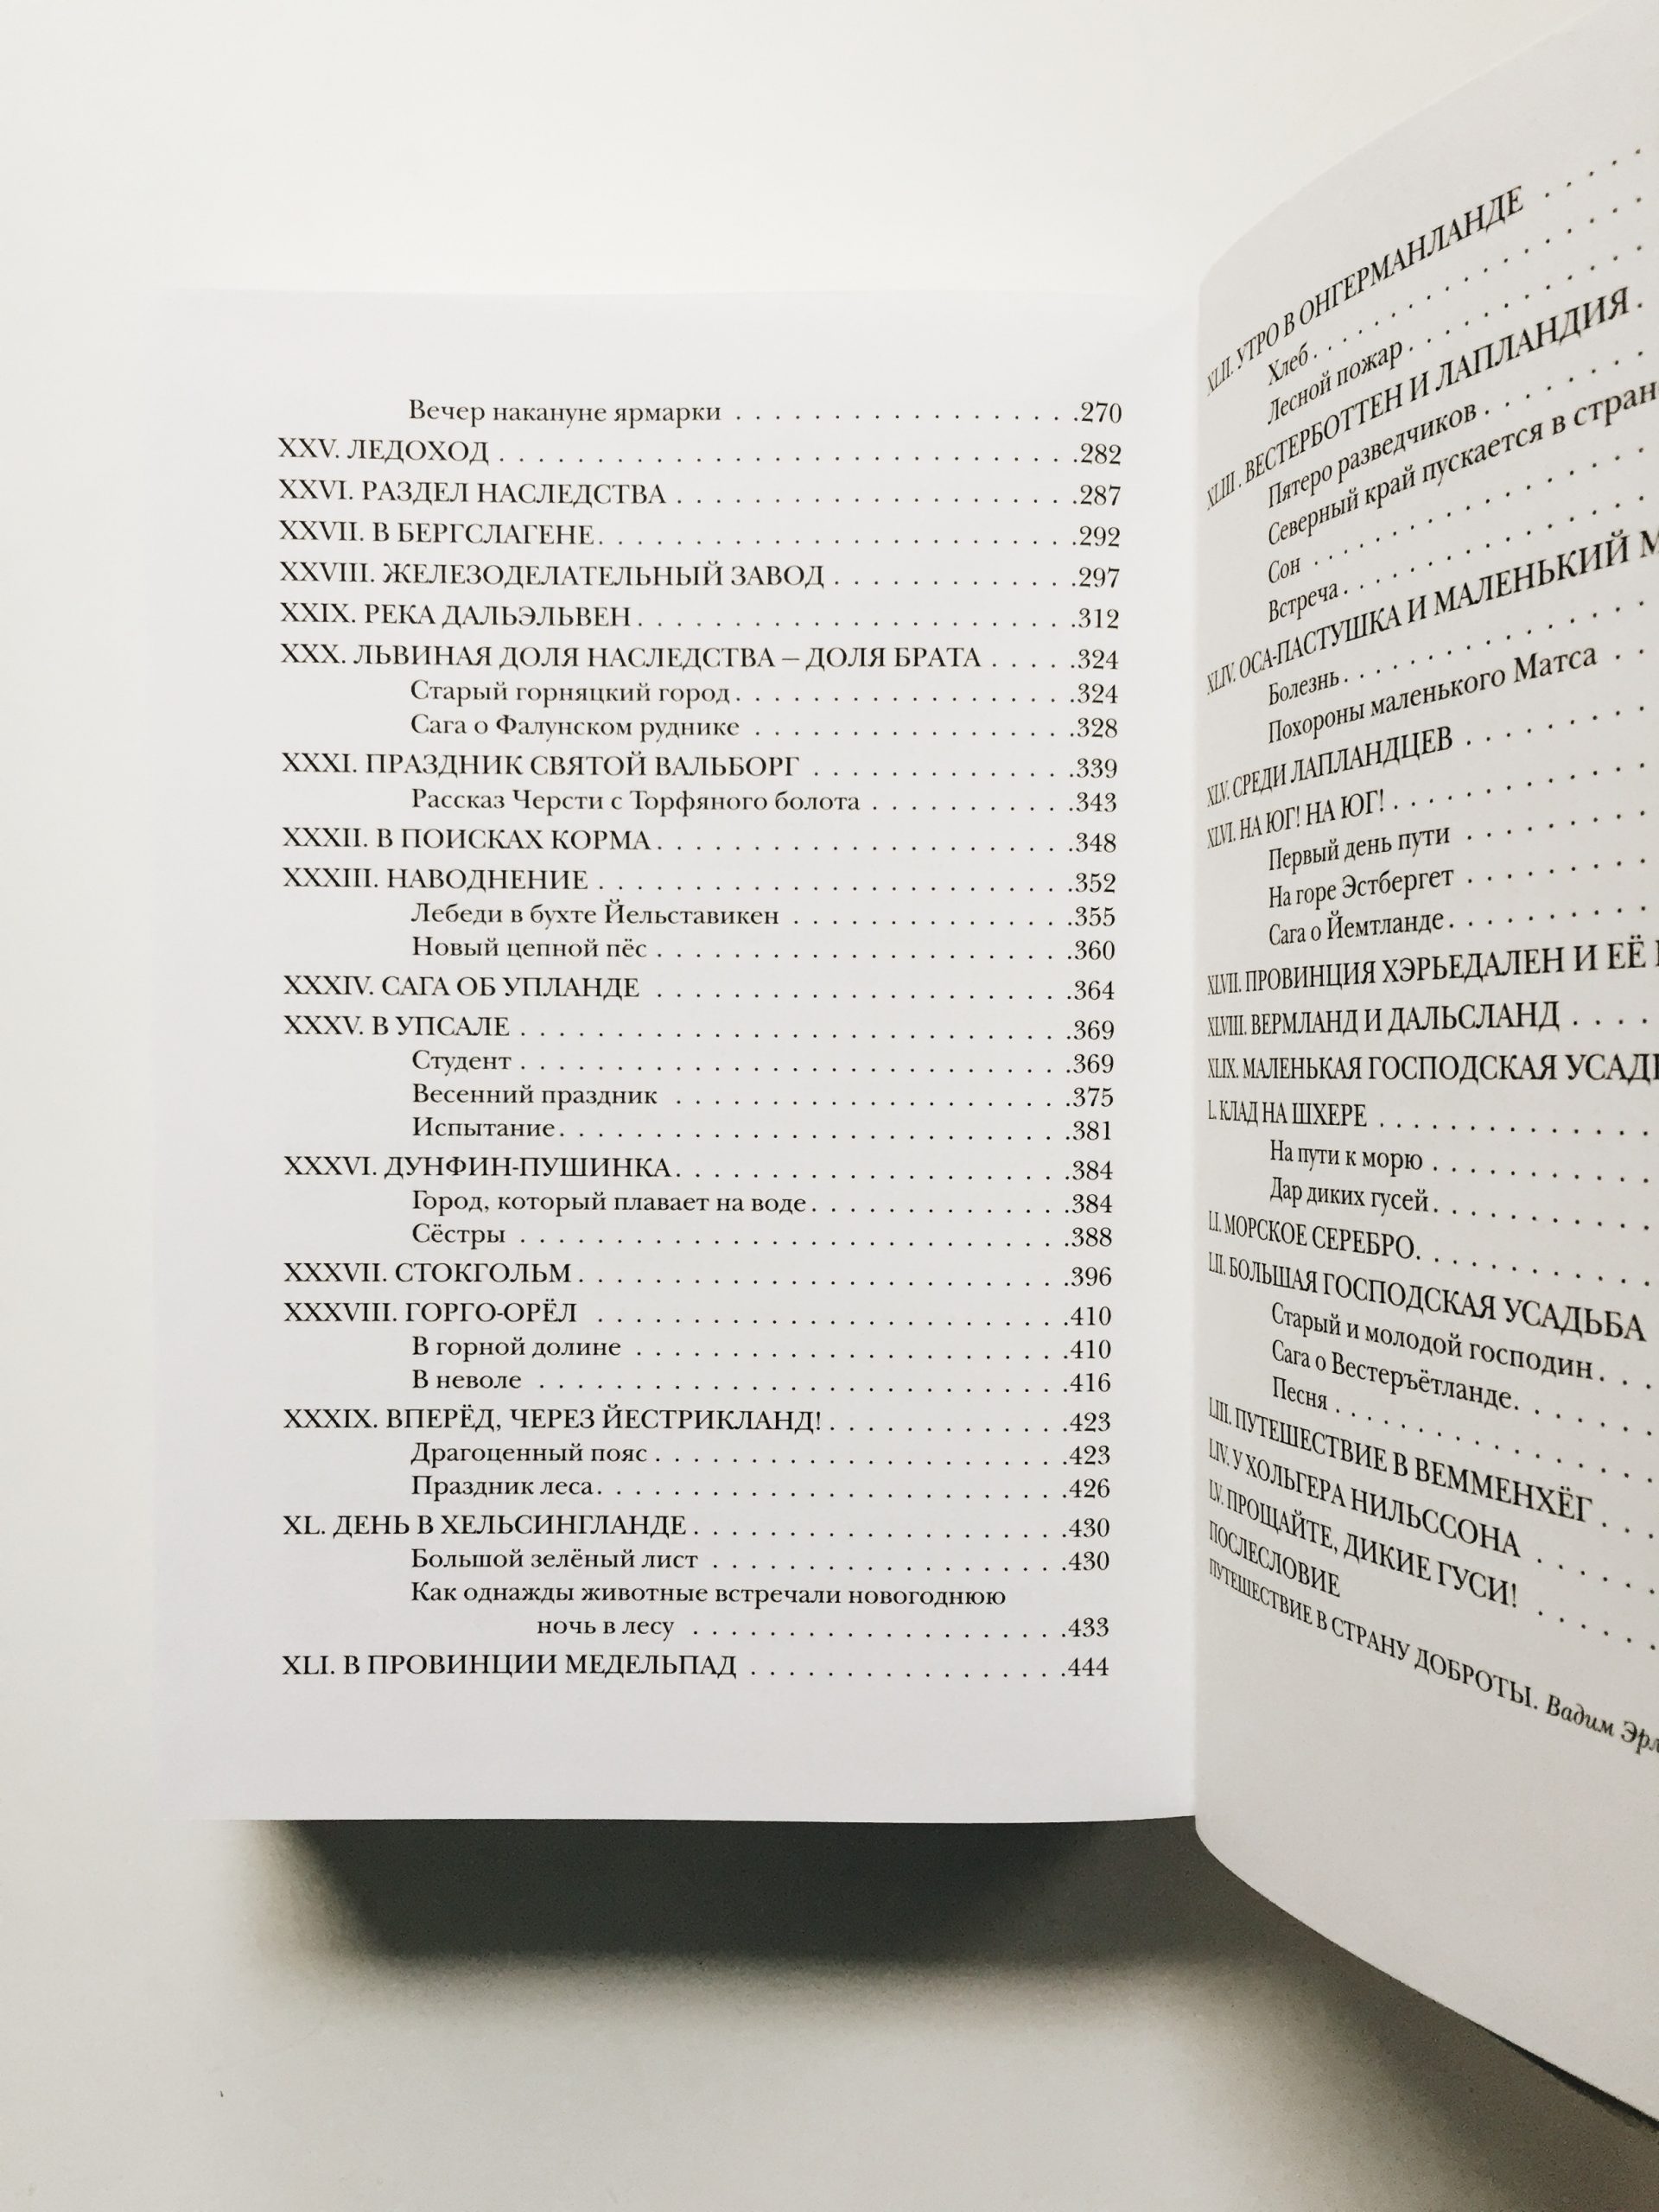 Вечер накануне ярмарки . . . . . . . . . . . . . . . . . . .270
XXV. ЛЕДОХОД . . . . . . . . . . . . . . . . . . . . . . . . . . . . . . .282
XXVI. РАЗДЕЛ НАСЛЕДСТВА . . . . . . . . . . . . . . . . . . . . . .287
XXVII. В БЕРГСЛАГЕНЕ. . . . . . . . . . . . . . . . . . . . . . . . . .292
XXVIII. ЖЕЛЕЗОДЕЛАТЕЛЬНЫЙ ЗАВОД . . . . . . . . . . . . .297
XXIX. РЕКА ДАЛЬЭЛЬВЕН . . . . . . . . . . . . . . . . . . . . . . . .312
XXX. ЛЬВИНАЯ ДОЛЯ НАСЛЕДСТВА – ДОЛЯ БРАТА . . . . .324
Старый горняцкий город . . . . . . . . . . . . . . . . . . .324
Сага о Фалунском руднике . . . . . . . . . . . . . . . . . .328
XXXI. ПРАЗДНИК СВЯТОЙ ВАЛЬБОРГ . . . . . . . . . . . . . .339
Рассказ Черсти с Торфяного болота . . . . . . . . . . .343
XXXII. В ПОИСКАХ КОРМА . . . . . . . . . . . . . . . . . . . . . . .348
XXXIII. НАВОДНЕНИЕ . . . . . . . . . . . . . . . . . . . . . . . . . .352
Лебеди в бухте Йельставикен . . . . . . . . . . . . . . .355
Новый цепной пёс . . . . . . . . . . . . . . . . . . . . . . .360
XXXIV. САГА ОБ УПЛАНДЕ . . . . . . . . . . . . . . . . . . . . . . .364
XXXV. В УПСАЛЕ . . . . . . . . . . . . . . . . . . . . . . . . . . . . . .369
Студент . . . . . . . . . . . . . . . . . . . . . . . . . . . . . .369
Весенний праздник . . . . . . . . . . . . . . . . . . . . . .375
Испытание . . . . . . . . . . . . . . . . . . . . . . . . . . . .381
XXXVI. ДУНФИН-ПУШИНКА. . . . . . . . . . . . . . . . . . . . . .384
Город, который плавает на воде . . . . . . . . . . . . . .384
Сёстры . . . . . . . . . . . . . . . . . . . . . . . . . . . . . .388
XXXVII. СТОКГОЛЬМ . . . . . . . . . . . . . . . . . . . . . . . . . . .396
XXXVIII. ГОРГО-ОРЁЛ . . . . . . . . . . . . . . . . . . . . . . . . . .410
В горной долине . . . . . . . . . . . . . . . . . . . . . . . .410
В неволе . . . . . . . . . . . . . . . . . . . . . . . . . . . . .416
XXXIX. ВПЕРЁД, ЧЕРЕЗ ЙЕСТРИКЛАНД! . . . . . . . . . . . . .423
Драгоценный пояс . . . . . . . . . . . . . . . . . . . . . . .423
Праздник леса. . . . . . . . . . . . . . . . . . . . . . . . . .426
XL. ДЕНЬ В ХЕЛЬСИНГЛАНДЕ . . . . . . . . . . . . . . . . . . . . .430
Большой зелёный лист . . . . . . . . . . . . . . . . . . . .430
Как однажды животные встречали новогоднюю
ночь в лесу . . . . . . . . . . . . . . . . . . . . .433
XLI. В ПРОВИНЦИИ МЕДЕЛЬПАД . . . . . . . . . . . . . . . . . .444
XLII. УТРО В ОНГЕРМАНЛАНДЕ . . . . .
Хлеб . . . . . . . . . . . . . .
Лесной пожар . . . . . . . . . .
XLIII. ВЕСТЕРБОТТЕН И ЛАПЛАНДИЯ .
Пятеро разведчиков . . . . . . .
Северный край пускается в
Сон . . . . . . . . . . . . . .
Встреча . . . . . . . . . . . . .
XLIV. ОСА-ПАСТУШКА И МАЛЕНЬКИЙ
Болезнь . . . . . . . . . . . . .
Похороны маленького Матса . .
XLV. СРЕДИ ЛАПЛАНДЦЕВ . . . . . . . .
XLVI. НА ЮГ! НА ЮГ! . . . . . . . . . .
Первый день пути . . . . . . . .
На горе Эстбергет . . . . . . . .
Сага о Йемтланде . . . . . . . . .
XLVII. ПРОВИНЦИЯ ХЭРЬЕДАЛЕН И ЕЁ
XLVIII. ВЕРМЛАНД И ДАЛЬСЛАНД . . . .
XLIX. МАЛЕНЬКАЯ ГОСПОДСКАЯ
L. КЛАД НА ШХЕРЕ . . . . . . . . . . . .
На пути к морю . . . . . . . . . .
Дар диких гусей . . . . . . . . . .
LI. МОРСКОЕ СЕРЕБРО. . . . . . . . . . .
LII. БОЛЬШАЯ ГОСПОДСКАЯ УСАДЬБА
Старый и молодой господин . . .
Сага о Вестеръётланде. . . . . . .
Песня . . . . . . . . . . . . . .
LIII. ПУТЕШЕСТВИЕ В ВЕММЕНХЁГ . . .
LIV. У ХОЛЬГЕРА НИЛЬССОНА . . . . . .
LV. ПРОЩАЙТЕ, ДИКИЕ ГУСИ! . . . . . .
ПОСЛЕСЛОВИЕ
ПУТЕШЕСТВИЕ В СТРАНУ ДОБРОТЫ. Вадим